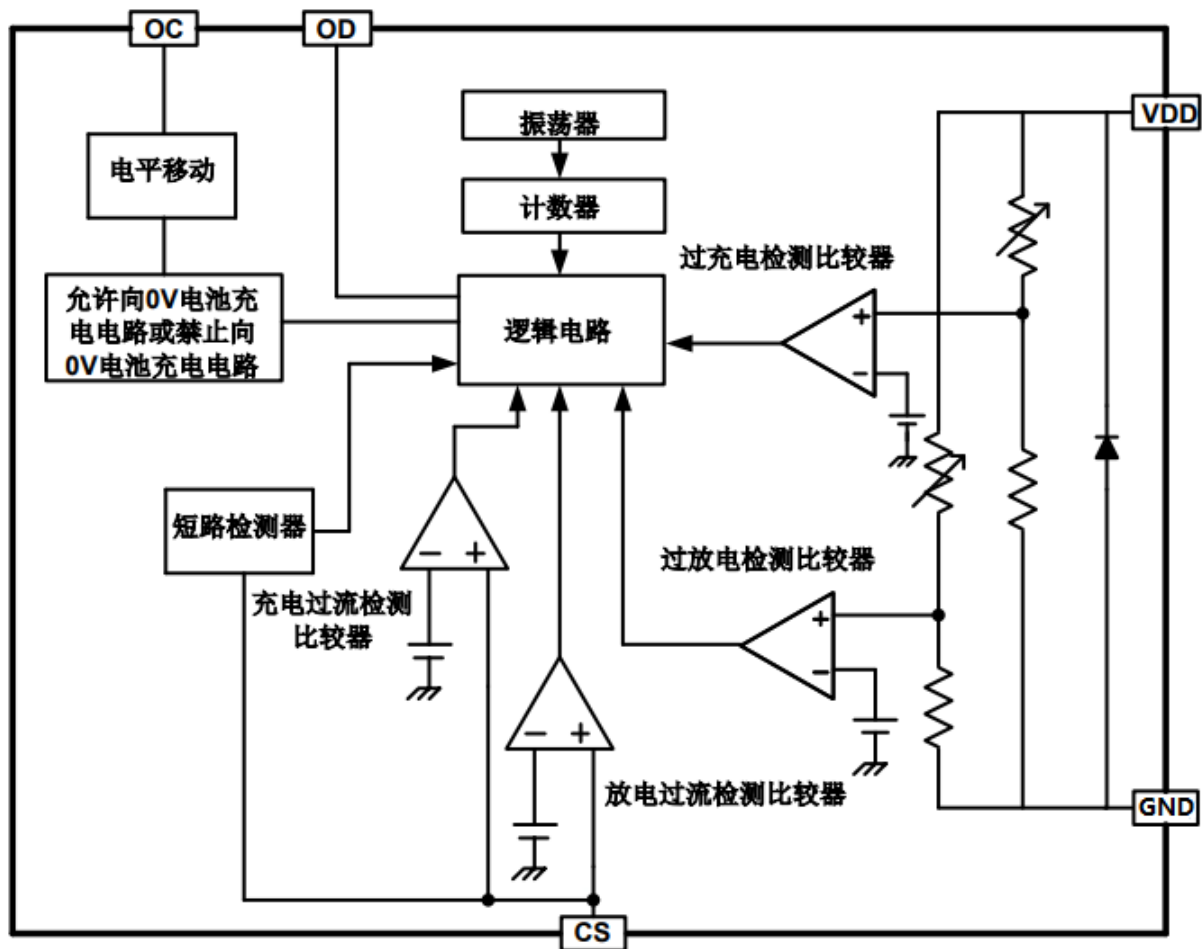 OC
OD
振荡器
VDD
电平移动
计数器
过充电检测比较器
允许向0V电池充
电电路或禁止向
0V电池充电电路
逻辑电路
+
−
短路检测器
− +
过放电检测比较器
充电过流检测
比较器
+
−
− +
放电过流检测比较器
GND
CS